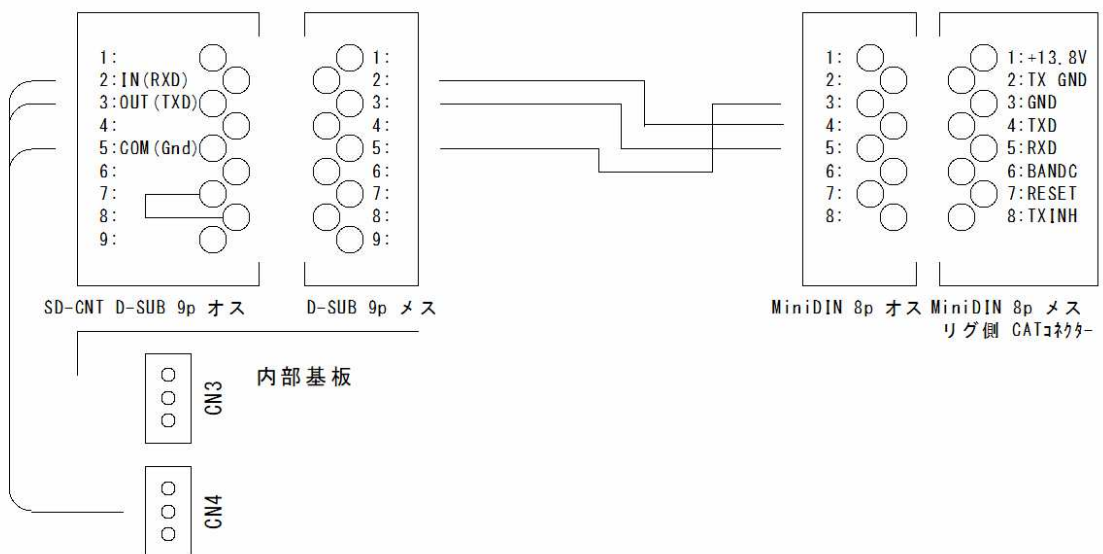 1:
2:IN(RXD)
3:OUT(TXD)
4:
5:COM(Gnd)
6:
7:
8:
9:
1:
2:
3:
4:
5:
6:
7:
8:
9:
1:
2:
3:
4:
5:
6:
7:
8:
1:+13.8V
2:TX GND
3:GND
4:TXD
5:RXD
6:BANDC
7:RESET
8:TXINH
SD-CNT D-SUB 9p オス
D-SUB 9p メス
MiniDIN 8p オス
MiniDIN 8p メス
リグ側 CATｺﾈｸﾀｰ
内部基板
CN3
CN4